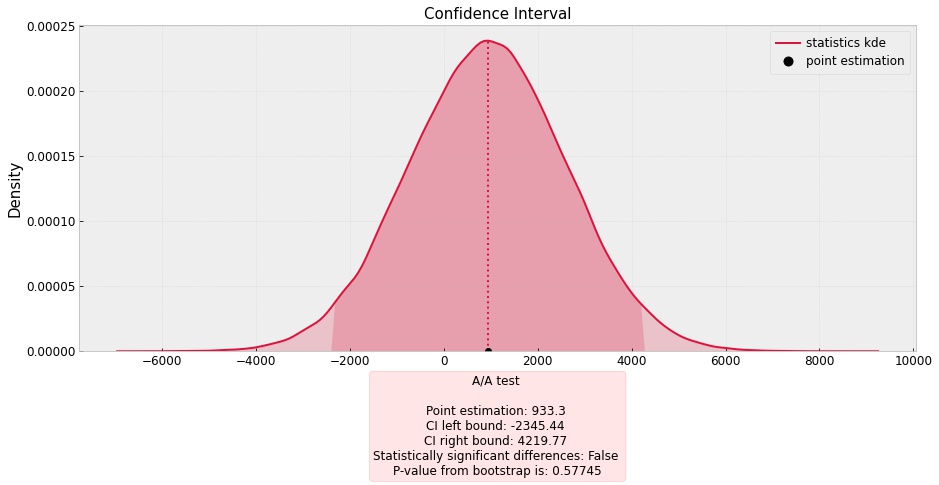 Confidence Interval
0.00025
0.00020
0.00015
0.00010
0.00005
0.00000
Density
statistics kde
point estimation
−6000 −4000 −2000 0 2000 4000 6000 8000 10000
A/A test
Point estimation: 933.3
CI left bound: -2345.44
CI right bound: 4219.77
Statistically significant differences: False
P-value from bootstrap is: 0.57745